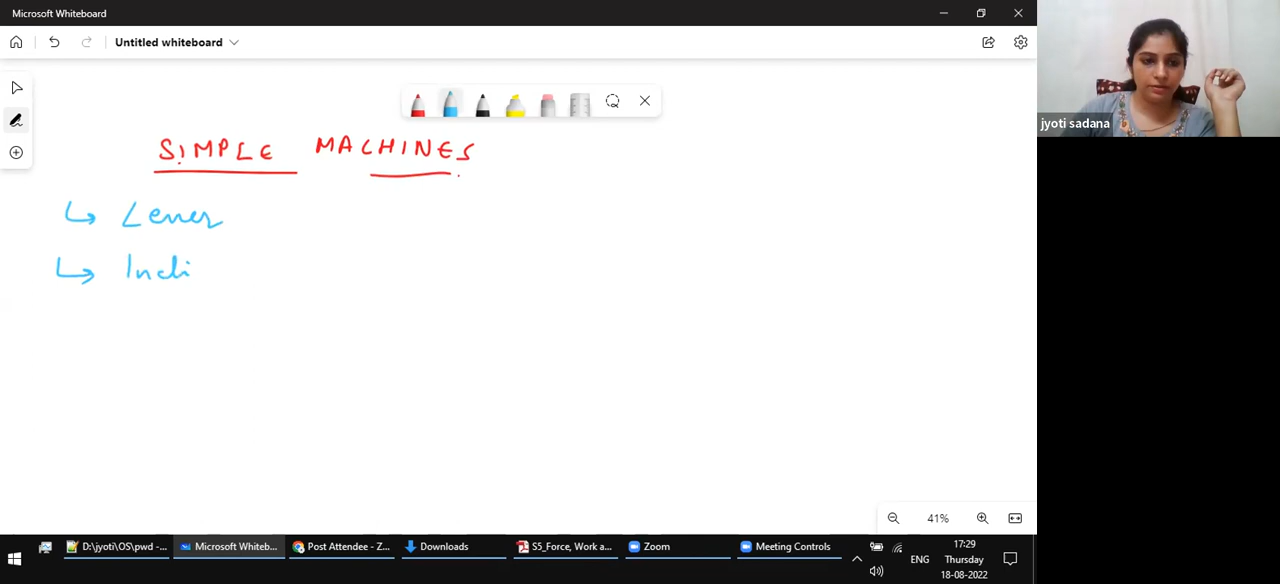 Microsoft Whiteboard
Untitled whiteboard
jyoti sadana
SIMPLE MACHINES
↳ Lever
↳ Incli
41%
D:\jyoti\OS\pwd -... Microsoft Whiteb... Post Attendee - Z... Downloads S5_Force, Work a... Zoom Meeting Controls ENG 17:29
Thursday
18-08-2022